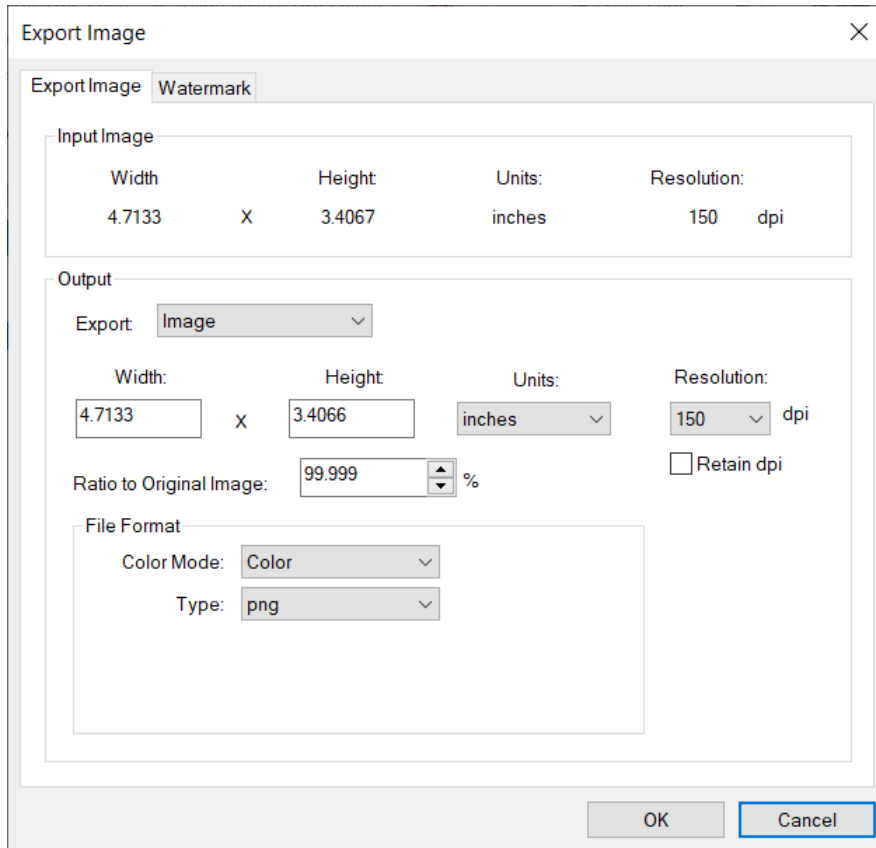 Export Image
Export Image Watermark
Input Image
Width Height: Units: Resolution:
4.7133 X 3.4067 inches 150 dpi
Output
Export: Image
Width: Height: Units: Resolution:
4.7133 X 3.4066 inches 150 dpi
Retain dpi
Ratio to Original Image: 99.999 %
File Format
Color Mode: Color
Type: png
OK Cancel